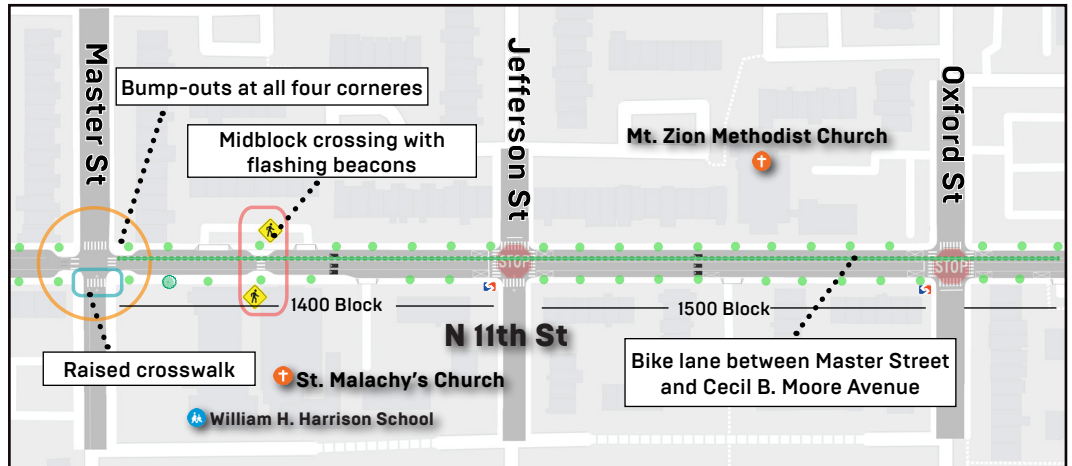 Master St
Jefferson St
Oxford St
Bump-outs at all four corneres
Midblock crossing with
flashing beacons
Mt. Zion Methodist Church
STOP
STOP
1400 Block
1500 Block
N 11th St
Raised crosswalk
St. Malachy's Church
William H. Harrison School
Bike lane between Master Street
and Cecil B. Moore Avenue